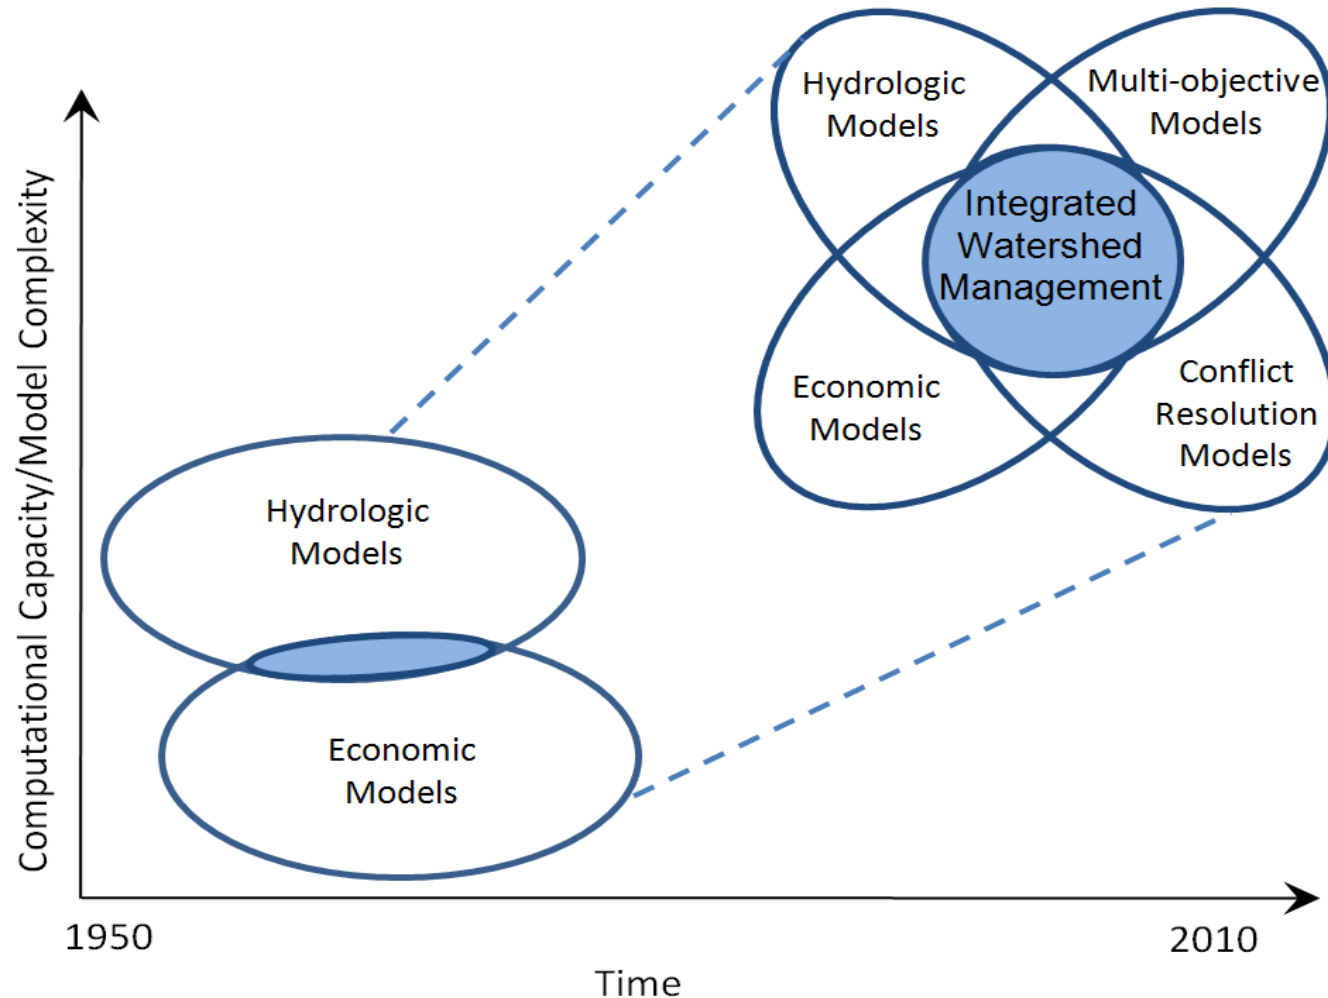 Computational Capacity/Model Complexity
Hydrologic
Models
Multi-objective
Models
Integrated
Watershed
Management
Economic
Models
Conflict
Resolution
Models
Hydrologic
Models
Economic
Models
1950
2010
Time